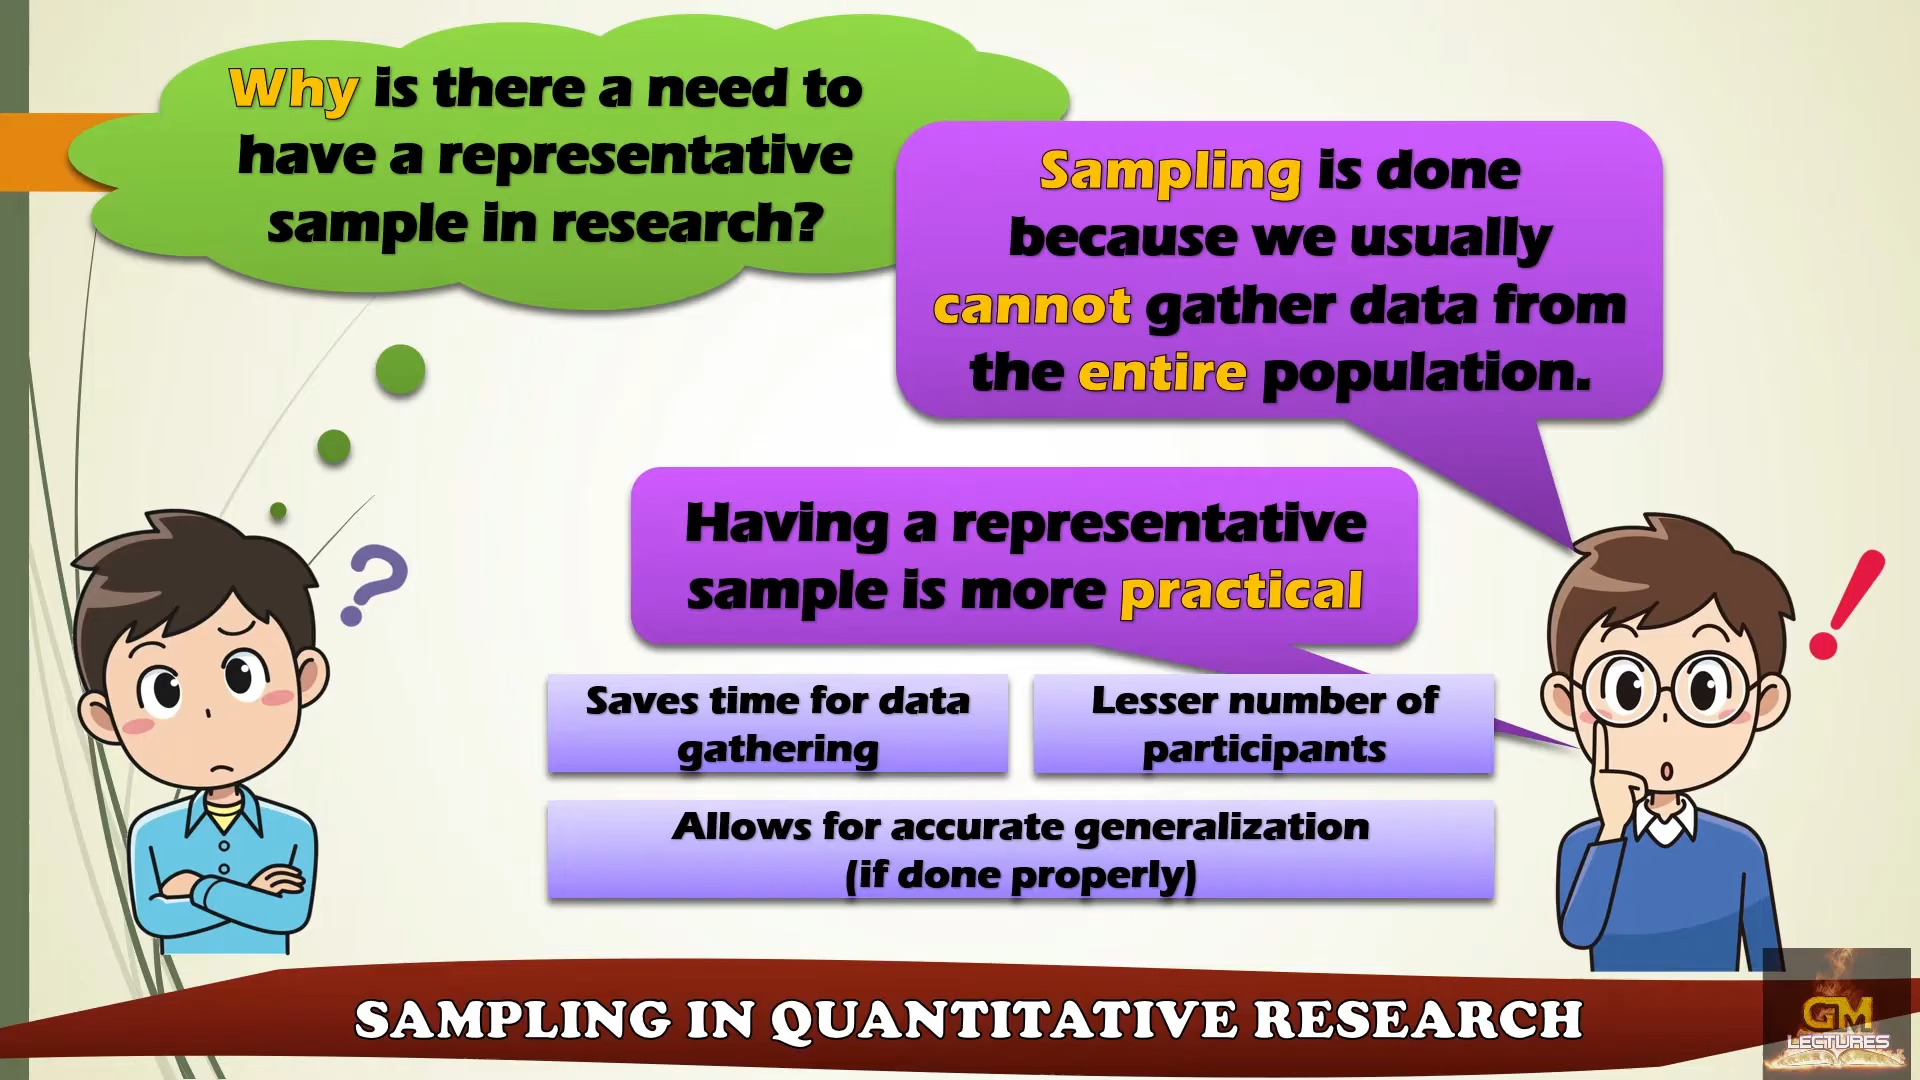 Why is there a need to
have a representative
sample in research?
Sampling is done
because we usually
cannot gather data from
the entire population.
Having a representative
sample is more practical
Saves time for data
gathering
Lesser number of
participants
Allows for accurate generalization
(if done properly)
SAMPLING IN QUANTITATIVE RESEARCH
GM
LECTURES